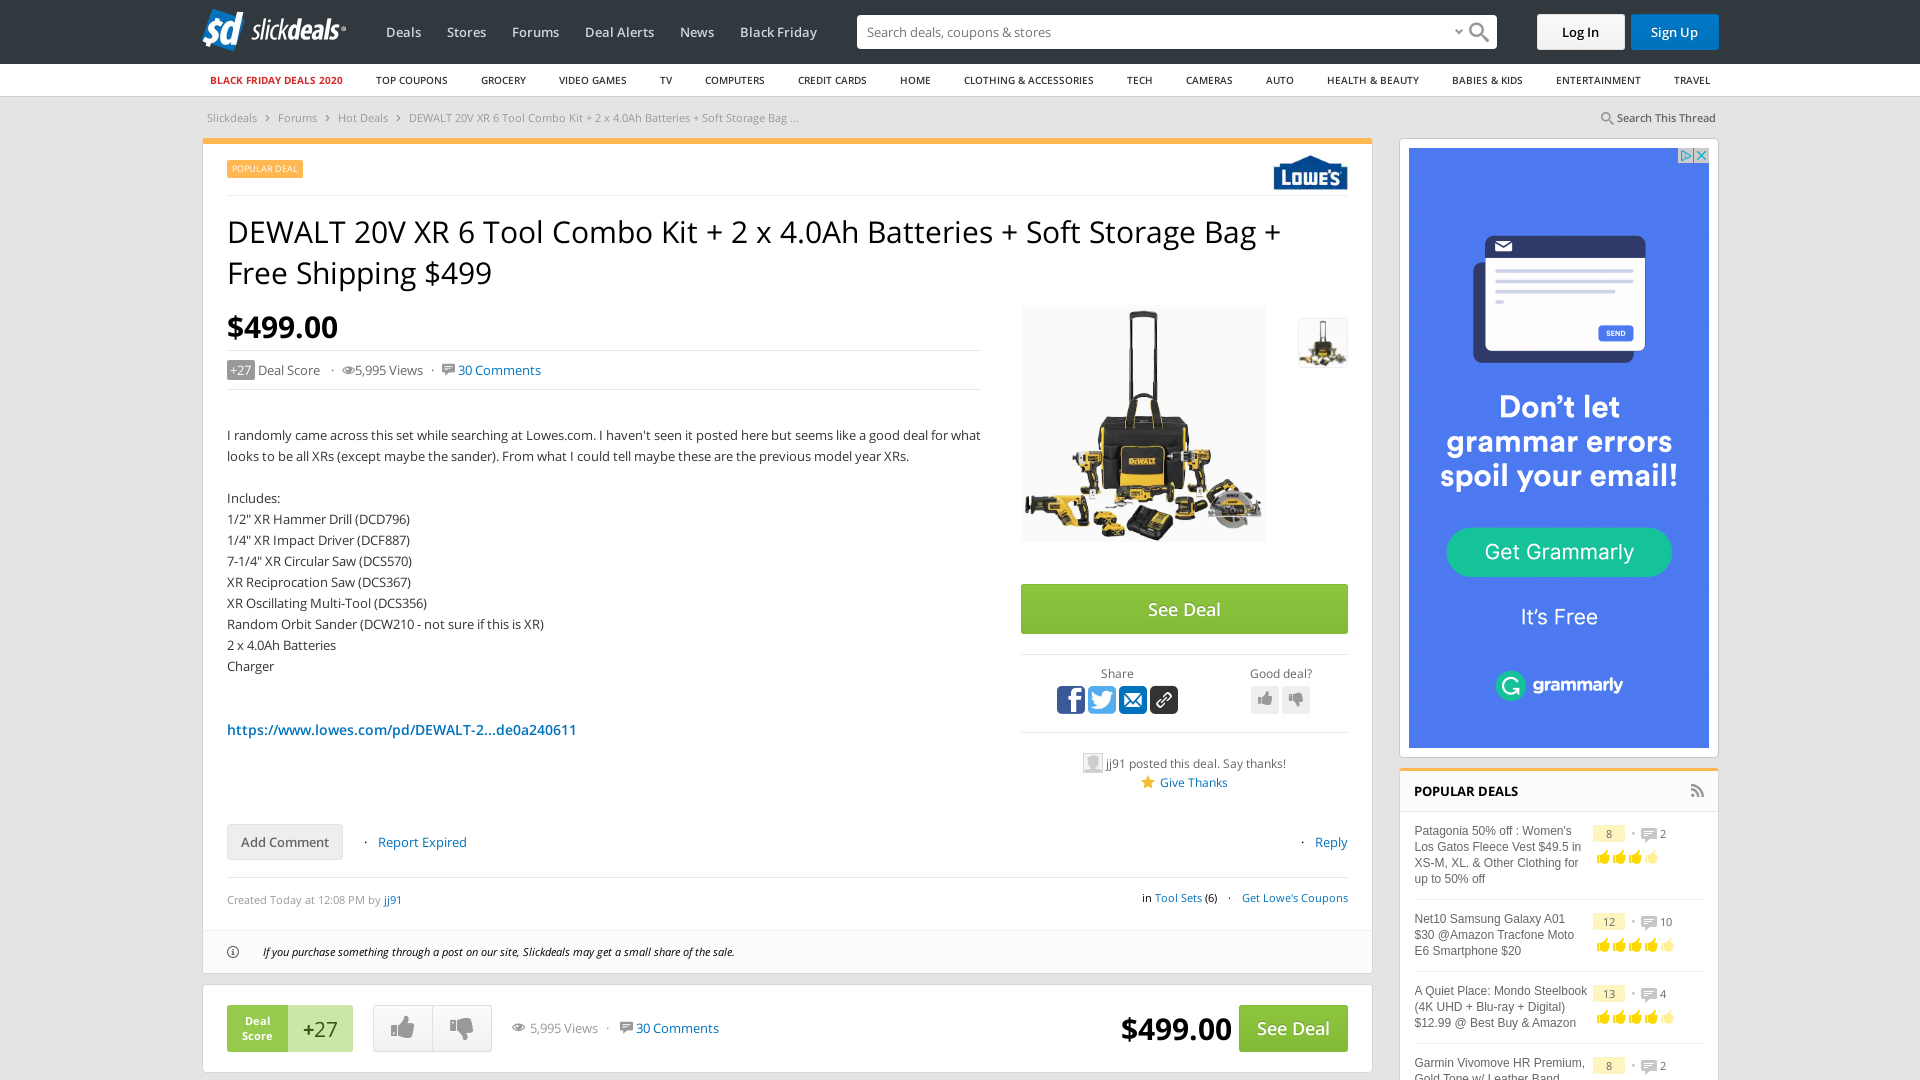 slickdeals
Deals Stores Forums Deal Alerts News Black Friday
Search deals, coupons & shops
Log In Sign Up
BLACK FRIDAY DEALS 2020 TOP COUPONS GROCERY VIDEO GAMES TV COMPUTERS CREDIT CARDS HOME CLOTHING & ACCESSORIES TECH CAMERAS AUTO HEALTH & BEAUTY BABIES & KIDS ENTERTAINMENT TRAVEL
Slickdeals › Forums › Hot Deals › DEWALT 20V XR 6 Tool Combo Kit + 2 x 4.0Ah Batteries + Soft Storage Bag ...
Search This Thread
POPULAR DEAL
LOWE'S
DEWALT 20V XR 6 Tool Combo Kit + 2 x 4.0Ah Batteries + Soft Storage Bag +
Free Shipping $499
$499.00
+27 Deal Score · 5,995 Views · 30 Comments
I randomly came across this set while searching at Lowes.com. I haven't seen it posted here but seems like a good deal for what
looks to be all XRs (except maybe the sander). From what I could tell maybe these are the previous model year XRs.
Includes:
1/2" XR Hammer Drill (DCD796)
1/4" XR Impact Driver (DCF887)
7-1/4" XR Circular Saw (DCS570)
XR Reciprocation Saw (DCS367)
XR Oscillating Multi-Tool (DCS356)
Random Orbit Sander (DCW210 - not sure if this is XR)
2 x 4.0Ah Batteries
Charger
https://www.lowes.com/pd/DEWALT-2...de0a240611
DEWALT
See Deal
Share
Good deal?
jj91 posted this deal. Say thanks!
Give Thanks
Add Comment · Report Expired
· Reply
Created Today at 12:08 PM by jj91
in Tool Sets (6) · Get Lowe's Coupons
If you purchase something through a post on our site, Slickdeals may get a small share of the sale.
Deal
Score
+27
5,995 Views · 30 Comments
$499.00 See Deal
SEND
Don't let
grammar errors
spoil your email!
Get Grammarly
It's Free
grammarly
POPULAR DEALS
Patagonia 50% off : Women's
Los Gatos Fleece Vest $49.5 in
XS-M, XL. & Other Clothing for
up to 50% off
8 • 2
Net10 Samsung Galaxy A01
$30 @Amazon Tracfone Moto
E6 Smartphone $20
12 • 10
A Quiet Place: Mondo Steelbook
(4K UHD + Blu-ray + Digital)
$12.99 @ Best Buy & Amazon
13 • 4
Garmin Vivomove HR Premium,
Gold Tone w/ Leather Band
8 • 2